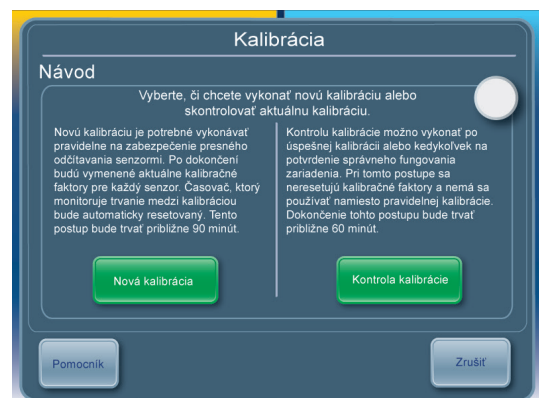 Kalibrácia
Návod
Vyberte, či chcete vykonať novú kalibráciu alebo
skontrolovať aktuálnu kalibráciu.
Novú kalibráciu je potrebné vykonávať
pravidelne na zabezpečenie presného
odčítavania senzormi. Po dokončení
budú vymenené aktuálne kalibračné
faktory pre každý senzor. Časovač, ktorý
monitoruje trvanie medzi kalibráciou
bude automaticky resetovaný. Tento
postup bude trvať približne 90 minút.
Kontrolu kalibrácie možno vykonať po
úspešnej kalibrácii alebo kedykoľvek na
potvrdenie správneho fungovania
zariadenia. Pri tomto postupe sa
neresetujú kalibračné faktory a nemá sa
používať namiesto pravidelnej kalibrácie.
Dokončenie tohto postupu bude trvať
približne 60 minút.
Nová kalibrácia
Kontrola kalibrácie
Pomocník
Zrušiť